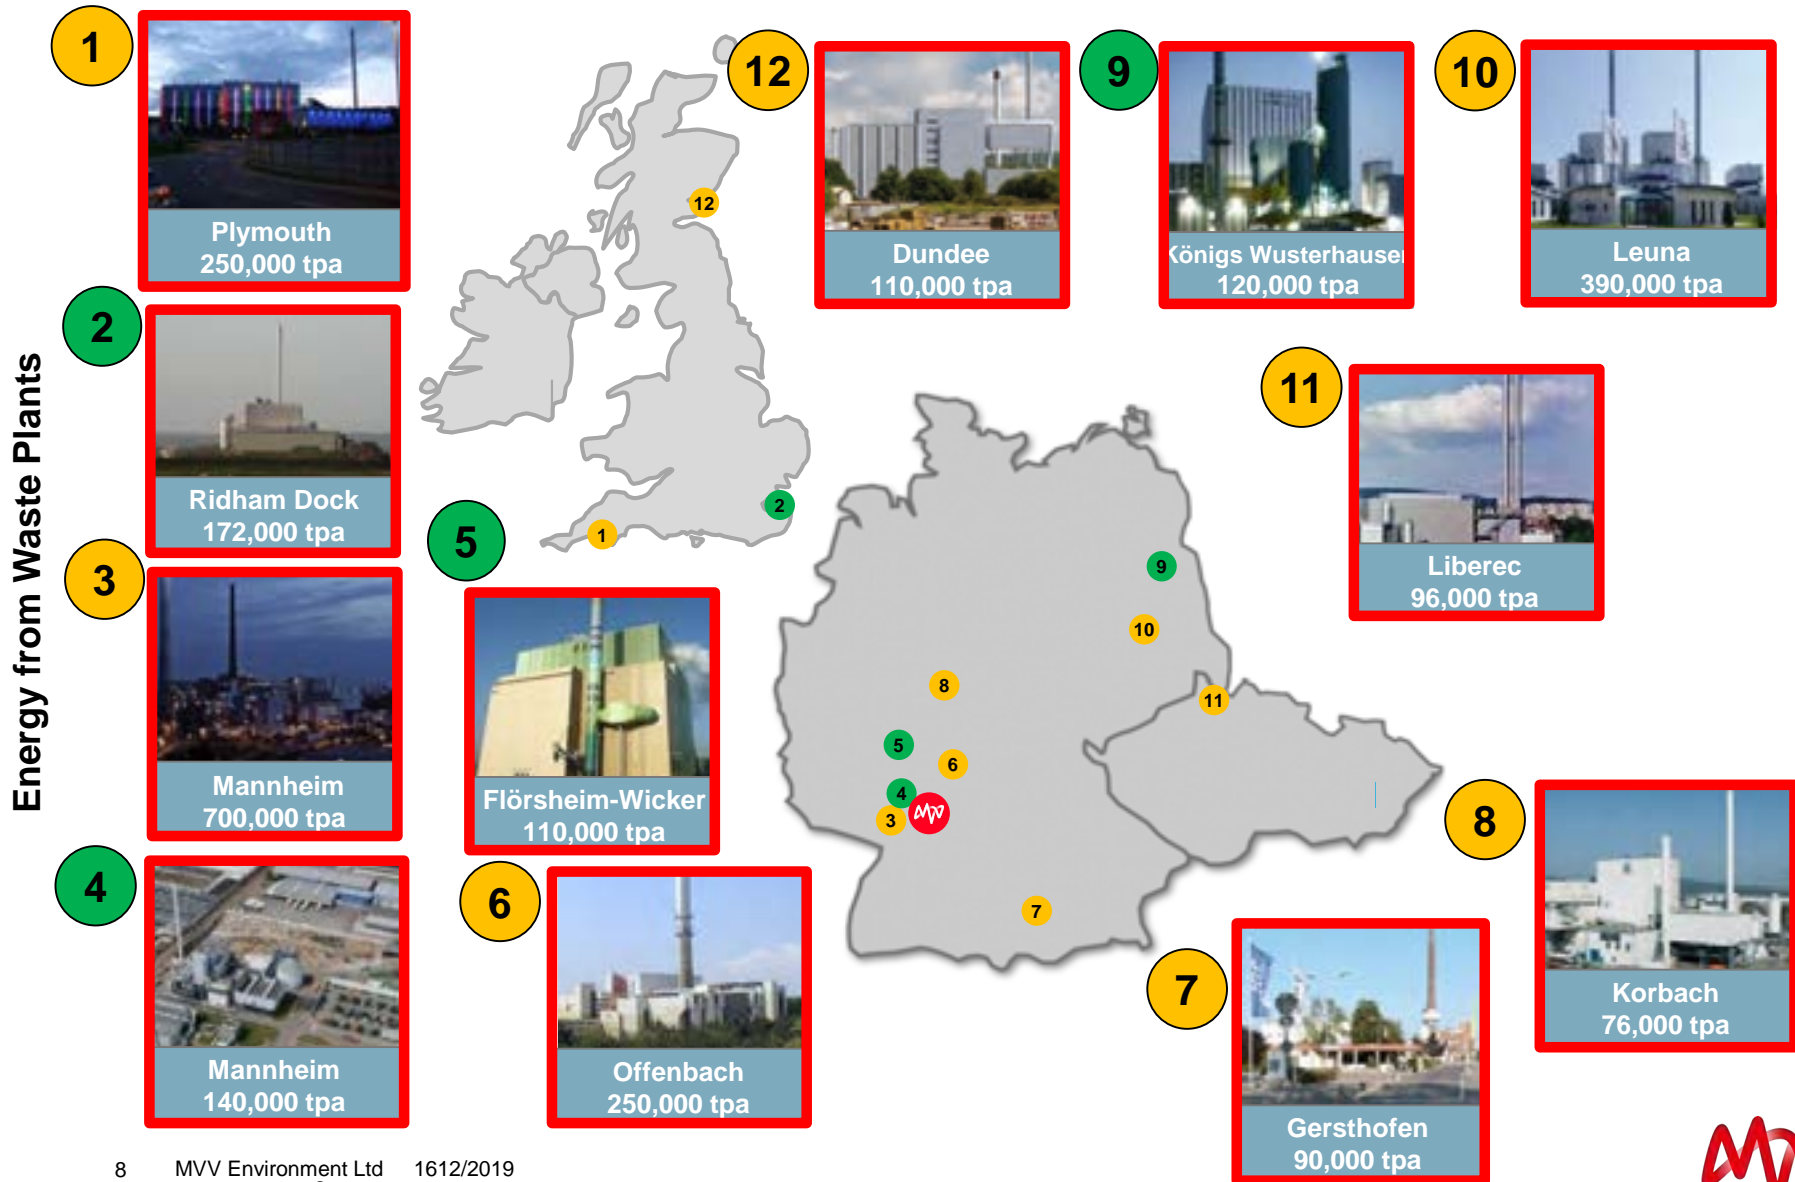 Energy from Waste Plants
1
Plymouth
250,000 tpa
2
Ridham Dock
172,000 tpa
3
Mannheim
700,000 tpa
4
Mannheim
140,000 tpa
5
Flörsheim-Wicker
110,000 tpa
6
Offenbach
250,000 tpa
12
Dundee
110,000 tpa
9
Königs Wusterhauser
120,000 tpa
10
Leuna
390,000 tpa
11
Liberec
96,000 tpa
8
Korbach
76,000 tpa
7
Gersthofen
90,000 tpa
12
2
1
9
10
8
11
5
6
4
3
7
8 MVV Environment Ltd 1612/2019